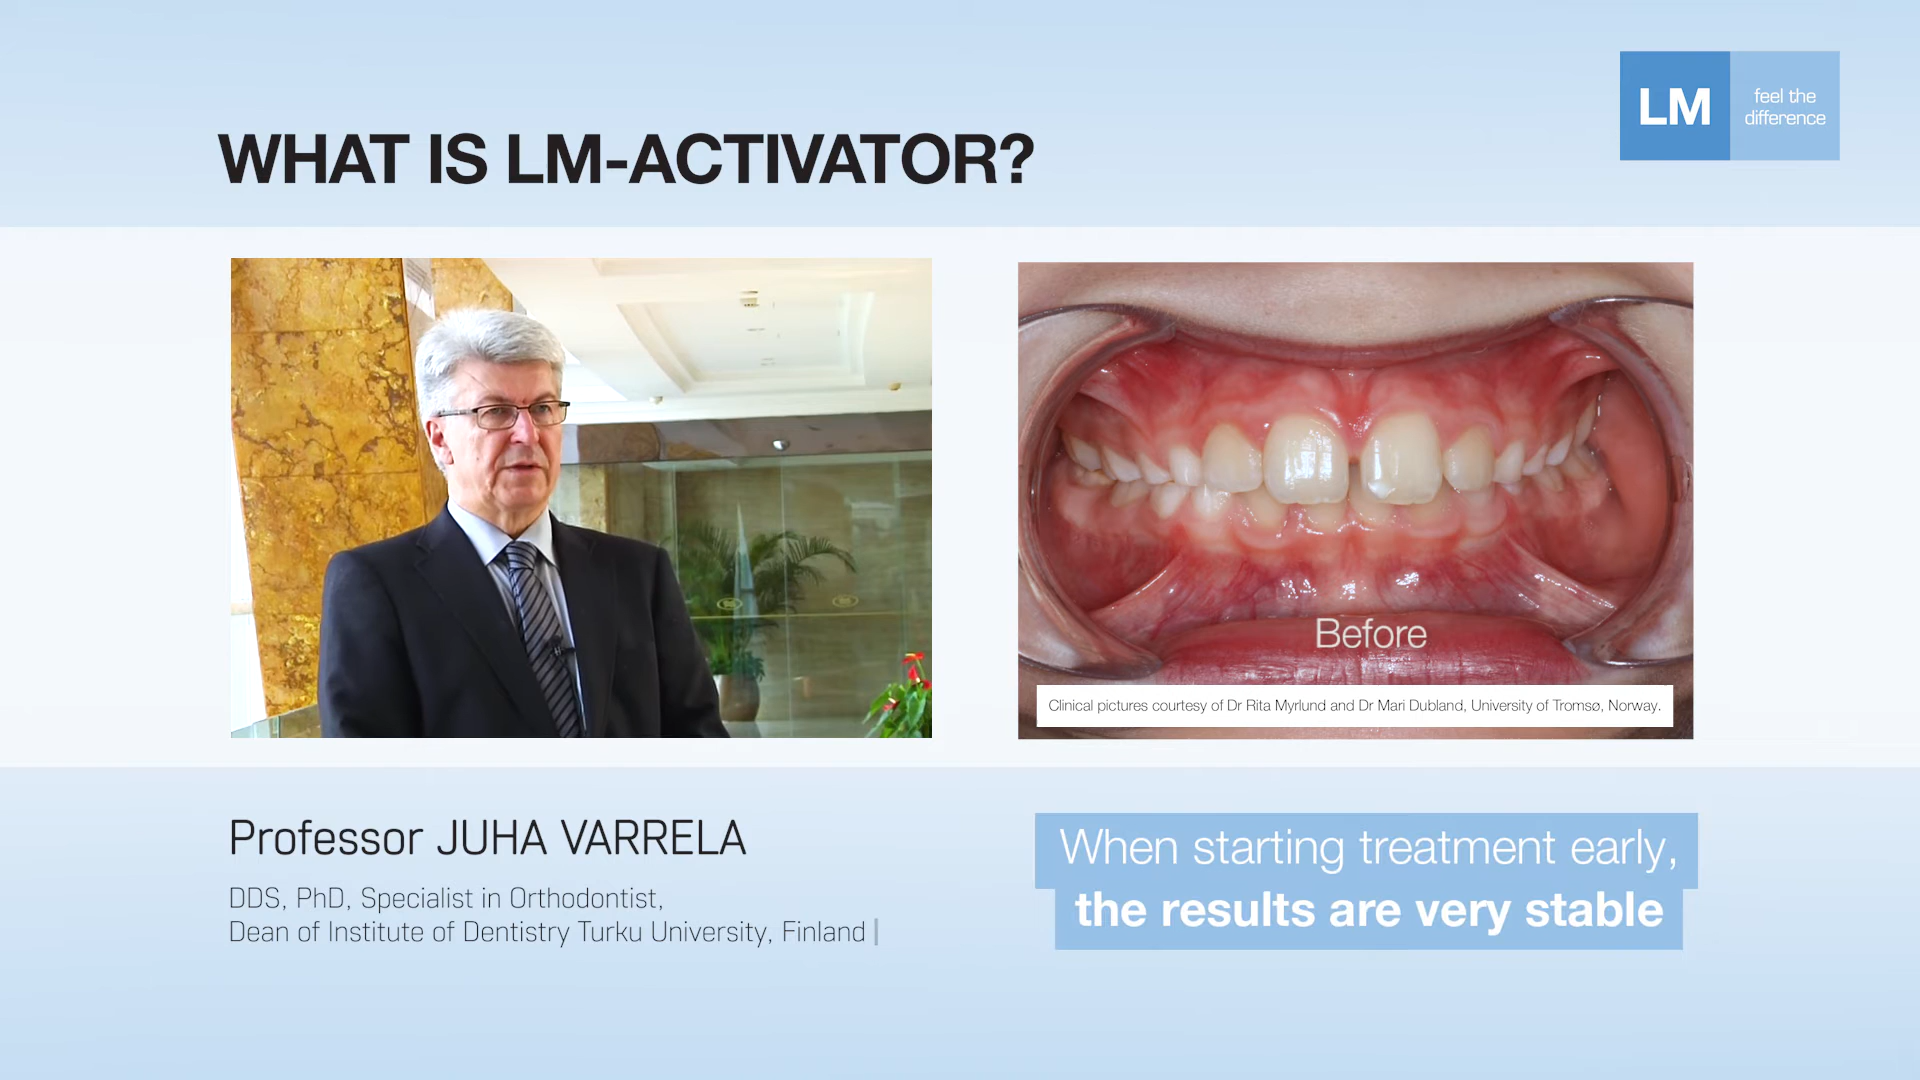 LM
feel the
difference
WHAT IS LM-ACTIVATOR?
Before
Clinical pictures courtesy of Dr Rita Myrlund and Dr Mari Dubland, University of Tromsø, Norway.
Professor JUHA VARRELA
DDS, PhD, Specialist in Orthodontist,
Dean of Institute of Dentistry Turku University, Finland
When starting treatment early,
the results are very stable